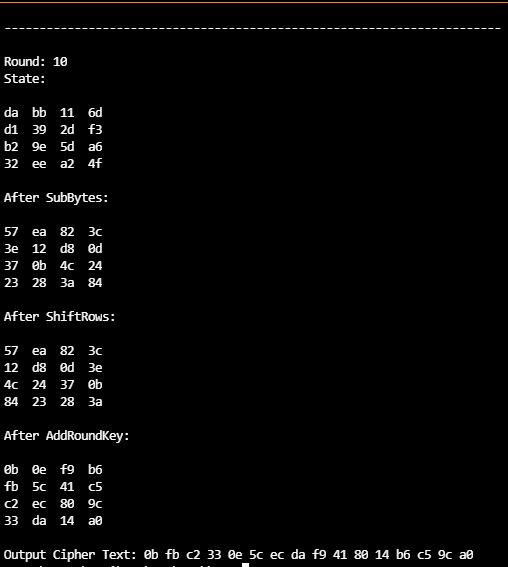 -----------------------------------------------------------------------
Round: 10
State:
da bb 11 6d
d1 39 2d f3
b2 9e 5d a6
32 ee a2 4f
After SubBytes:
57 ea 82 3c
3e 12 d8 0d
37 0b 4c 24
23 28 3a 84
After ShiftRows:
57 ea 82 3c
12 d8 0d 3e
4c 24 37 0b
84 23 28 3a
After AddRoundKey:
0b 0e f9 b6
fb 5c 41 c5
c2 ec 80 9c
33 da 14 a0
Output Cipher Text: 0b fb c2 33 0e 5c ec da f9 41 80 14 b6 c5 9c a0